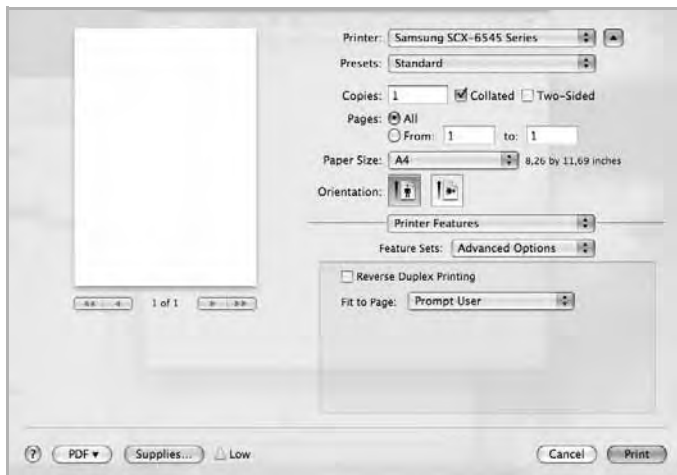 Printer: Samsung SCX-6545 Series
Presets: Standard
Copies: 1 Collated Two-Sided
Pages: All
From: 1 to: 1
Paper Size: A4 8,26 by 11,69 inches
Orientation:
Printer Features
Feature Sets: Advanced Options
Reverse Duplex Printing
Fit to Page: Prompt User
1 of 1
? PDF Supplies... Low Cancel Print